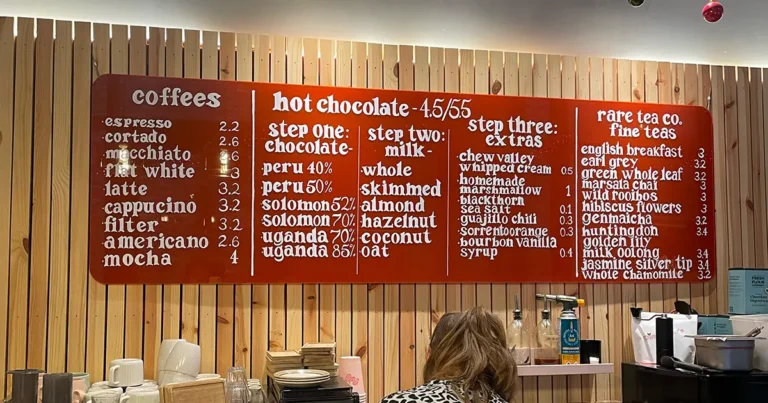 coffees
espresso 2.2
cortado 2.6
macchiato 2.6
flat white 3
latte 3.2
cappucino 3.2
filter 3.2
americano 2.6
mocha 4
hot chocolate - 4.5/5.5
step one:
chocolate-
peru 40%
peru 50%
solomon 52%
solomon 70%
uganda 70%
uganda 85%
step two:
milk -
whole
skimmed
almond
hazelnut
coconut
oat
step three:
extras
chew valley
whipped cream 0.5
homemade
marshmallow 1
blackthorn
sea salt 0.1
guajillo chili 0.3
sorrento orange 0.3
bourbon vanilla
syrup 0.4
rare tea co.
fine teas
english breakfast 3
earl grey 3.2
green whole leaf 3.2
marsala chai 3
wild rooibos 3
hibiscus flowers 3
genmaicha 3.2
huntingdon 3.4
golden lily
milk oolong 3.4
jasmine silver tip 3.4
whole chamomile 3.2